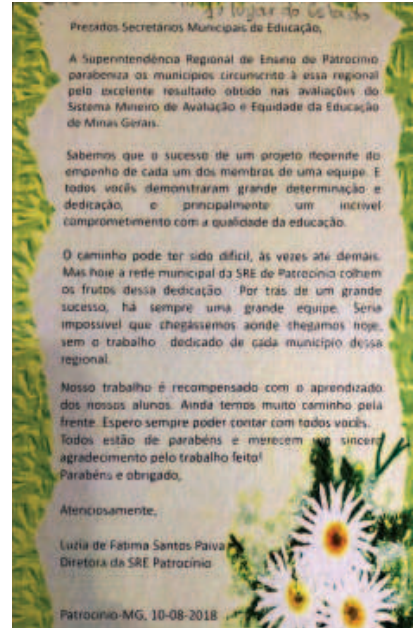 1º lugar do Estado
Prezados Secretários Municipais de Educação,
A Superintendência Regional de Ensino de Patrocínio
parabeniza os municípios circunscrito à essa regional
pelo excelente resultado obtido nas avaliações do
Sistema Mineiro de Avaliação e Equidade da Educação
de Minas Gerais.
Sabemos que o sucesso de um projeto depende do
empenho de cada um dos membros de uma equipe. E
todos vocês demonstraram grande determinação e
dedicação, e principalmente um incrível
comprometimento com a qualidade da educação.
O caminho pode ter sido difícil, às vezes até demais.
Mas hoje a rede municipal da SRE de Patrocínio colhem
os frutos dessa dedicação. Por trás de um grande
sucesso, há sempre uma grande equipe. Seria
impossível que chegássemos aonde chegamos hoje,
sem o trabalho dedicado de cada município dessa
regional.
Nosso trabalho é recompensado com o aprendizado
dos nossos alunos. Ainda temos muito caminho pela
frente. Espero sempre poder contar com todos vocês.
Todos estão de parabéns e merecem um sincero
agradecimento pelo trabalho feito!
Parabéns e obrigado,
Atenciosamente,
Luzia de Fatima Santos Paiva
Diretora da SRE Patrocínio
Patrocínio-MG, 10-08-2018